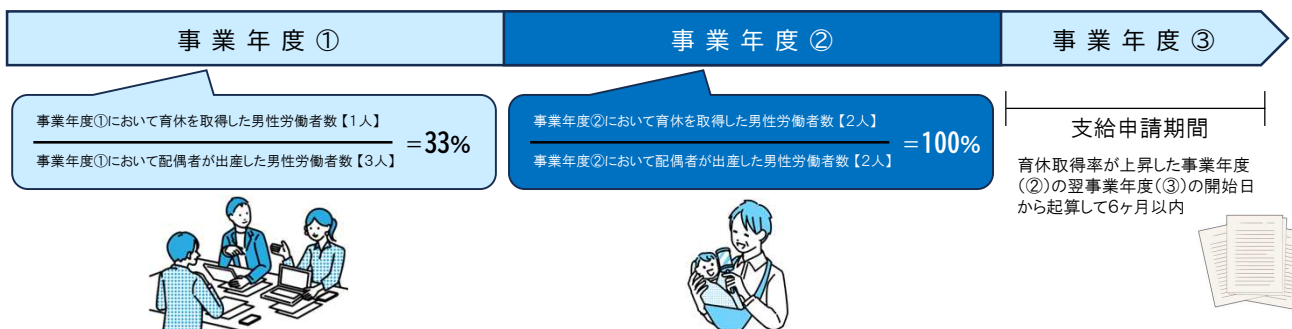 事業年度① 事業年度② 事業年度③
事業年度①において育休を取得した男性労働者数【1人】
事業年度①において配偶者が出産した男性労働者数【3人】
=33%
事業年度②において育休を取得した男性労働者数【2人】
事業年度②において配偶者が出産した男性労働者数【2人】
=100%
支給申請期間
育休取得率が上昇した事業年度
(②)の翌事業年度(③)の開始日
から起算して6ヶ月以内